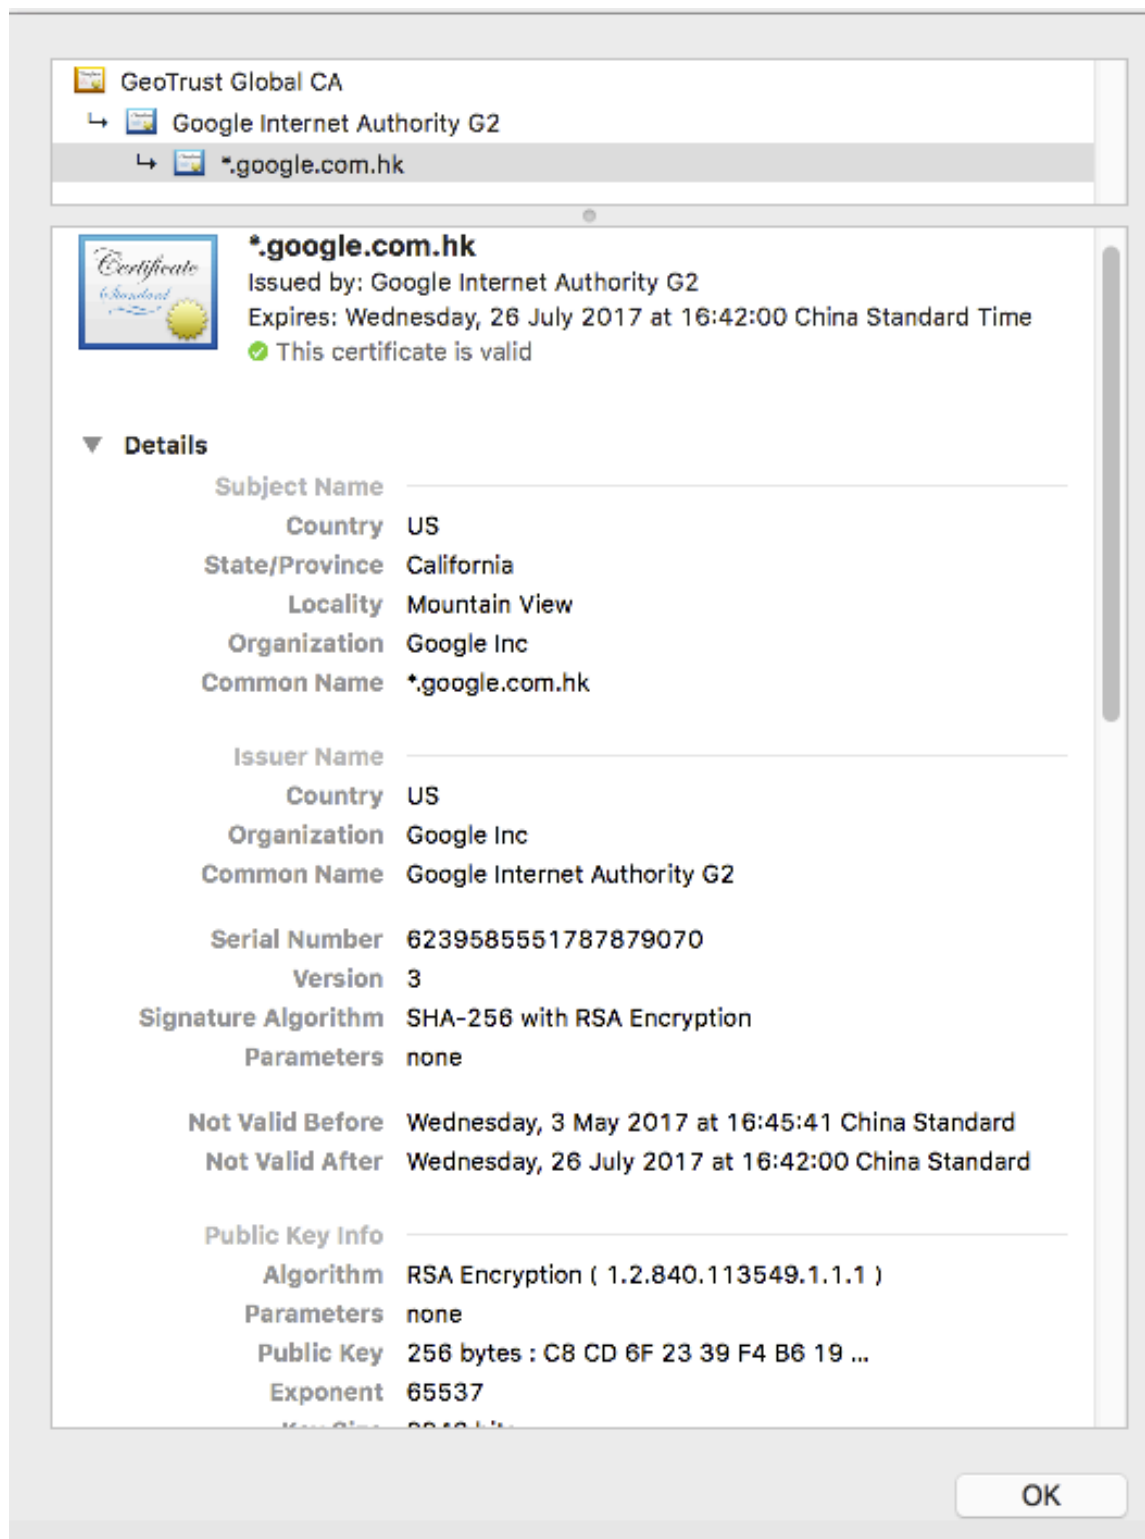 GeoTrust Global CA
Google Internet Authority G2
*.google.com.hk
Certificate
Standard
*.google.com.hk
Issued by: Google Internet Authority G2
Expires: Wednesday, 26 July 2017 at 16:42:00 China Standard Time
This certificate is valid
Details
Subject Name
Country US
State/Province California
Locality Mountain View
Organization Google Inc
Common Name *.google.com.hk
Issuer Name
Country US
Organization Google Inc
Common Name Google Internet Authority G2
Serial Number 6239585551787879070
Version 3
Signature Algorithm SHA-256 with RSA Encryption
Parameters none
Not Valid Before Wednesday, 3 May 2017 at 16:45:41 China Standard
Not Valid After Wednesday, 26 July 2017 at 16:42:00 China Standard
Public Key Info
Algorithm RSA Encryption ( 1.2.840.113549.1.1.1 )
Parameters none
Public Key 256 bytes : C8 CD 6F 23 39 F4 B6 19 ...
Exponent 65537
OK